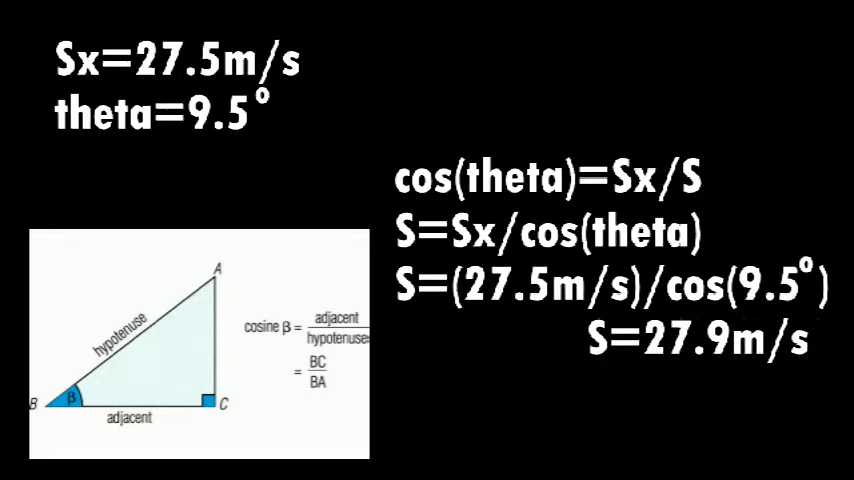 Sx=27.5m/s
theta=9.5°
cos(theta)=Sx/S
S=Sx/cos(theta)
S=(27.5m/s)/cos(9.5°)
S=27.9m/s
A
hypotenuse
B
β
C
adjacent
cosine β = adjacent/hypotenuse
= BC/BA